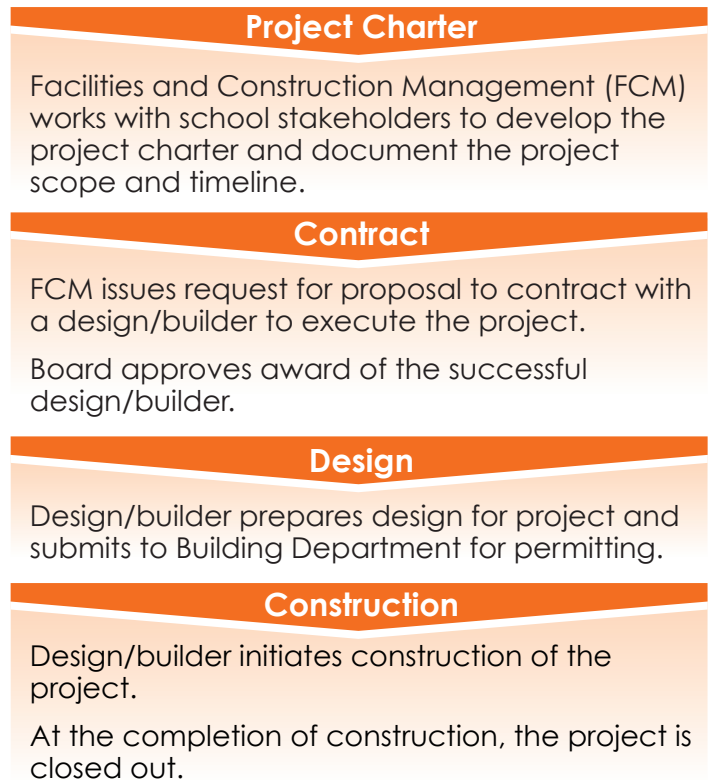 Project Charter
Facilities and Construction Management (FCM)
works with school stakeholders to develop the
project charter and document the project
scope and timeline.
Contract
FCM issues request for proposal to contract with
a design/builder to execute the project.
Board approves award of the successful
design/builder.
Design
Design/builder prepares design for project and
submits to Building Department for permitting.
Construction
Design/builder initiates construction of the
project.
At the completion of construction, the project is
closed out.